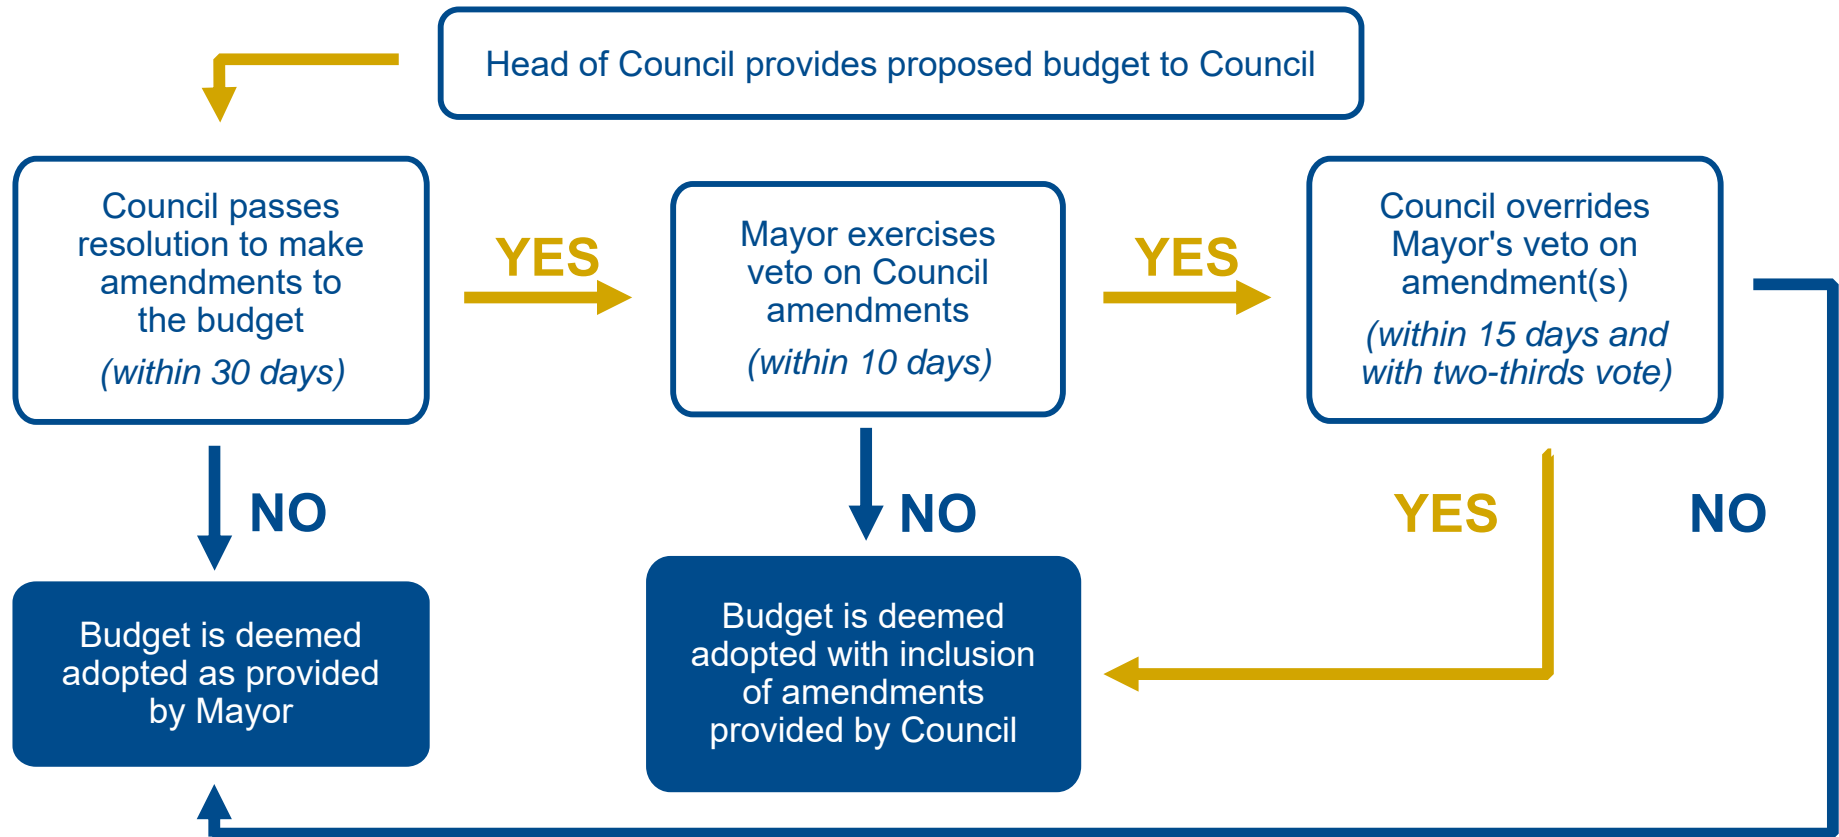 Head of Council provides proposed budget to Council
Council passes
resolution to make
amendments to
the budget
(within 30 days)
YES
Mayor exercises
veto on Council
amendments
(within 10 days)
YES
Council overrides
Mayor's veto on
amendment(s)
(within 15 days and
with two-thirds vote)
NO
NO
YES
NO
Budget is deemed
adopted as provided
by Mayor
Budget is deemed
adopted with inclusion
of amendments
provided by Council